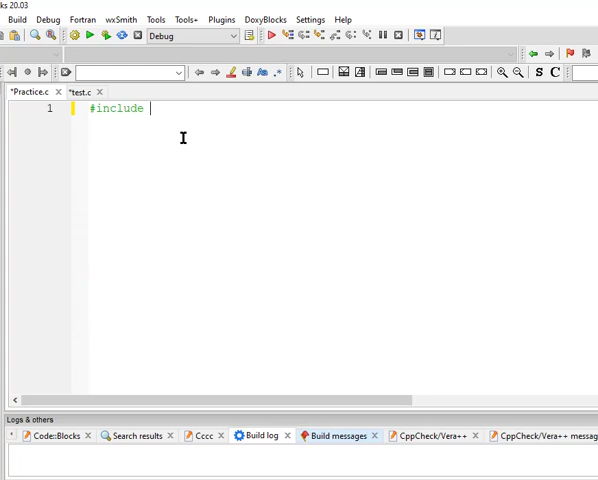 ks 20.03
Build Debug Fortran wxSmith Tools Tools+ Plugins DoxyBlocks Settings Help
Debug
S C
*Practice.c *test.c
1 #include
Logs & others
Code::Blocks Search results Cccc Build log Build messages CppCheck/Vera++ CppCheck/Vera++ messag